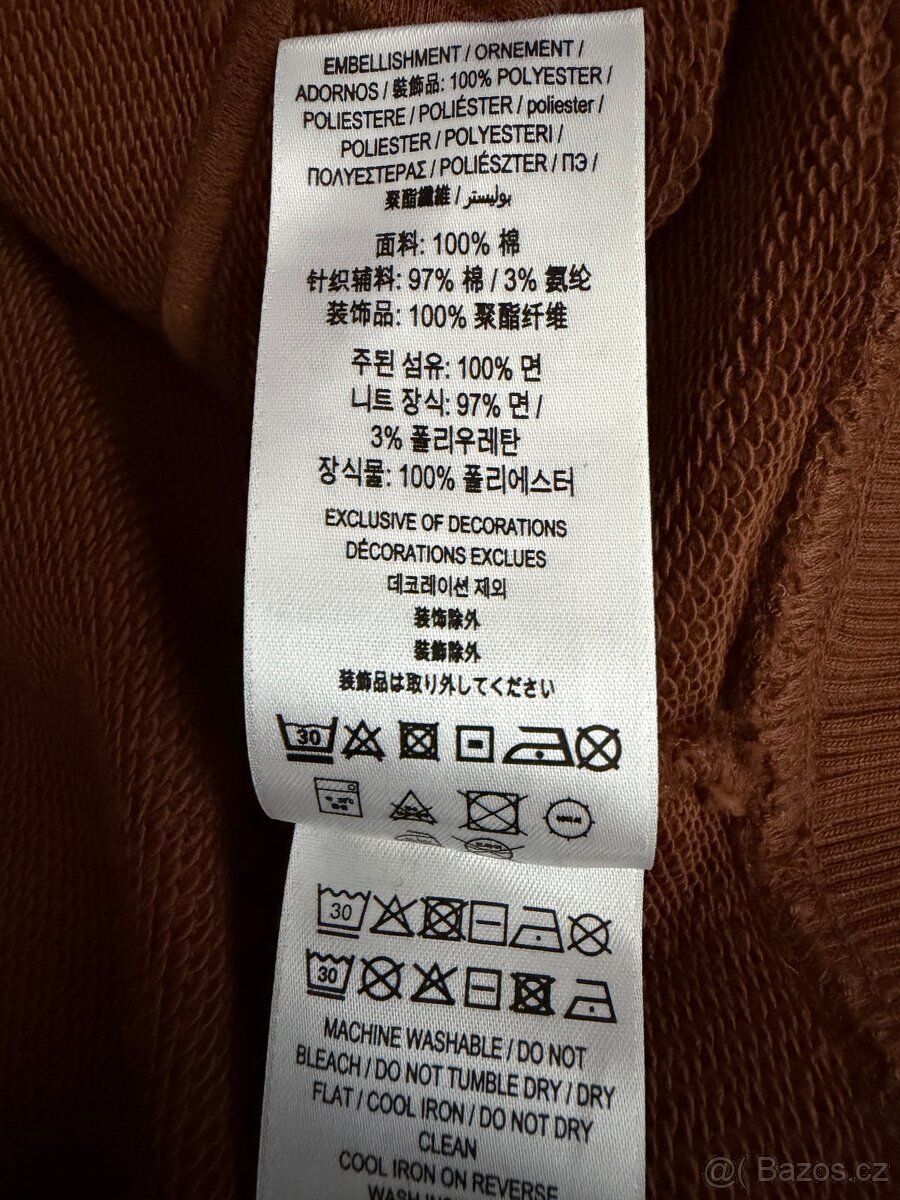 EMBELLISHMENT / ORNEMENT /
ADORNOS / 装飾品: 100% POLYESTER /
POLIESTERE / POLIÉSTER / poliester /
POLIESTER / POLYESTERI /
ΠΟΛΥΕΣΤΕΡΑΣ / POLIÉSZTER / ПЭ /
聚酯纖維 / بوليستر
面料: 100% 棉
针织辅料: 97% 棉 / 3% 氨纶
装饰品: 100% 聚酯纤维
주된 섬유: 100% 면
니트 장식: 97% 면 /
3% 폴리우레탄
장식물: 100% 폴리에스터
EXCLUSIVE OF DECORATIONS
DÉCORATIONS EXCLUES
데코레이션 제외
装饰除外
装飾除外
装飾品は取り外してください
30
30
30
MACHINE WASHABLE / DO NOT
BLEACH / DO NOT TUMBLE DRY / DRY
FLAT / COOL IRON / DO NOT DRY
CLEAN
COOL IRON ON REVERSE
@( Bazos.cz